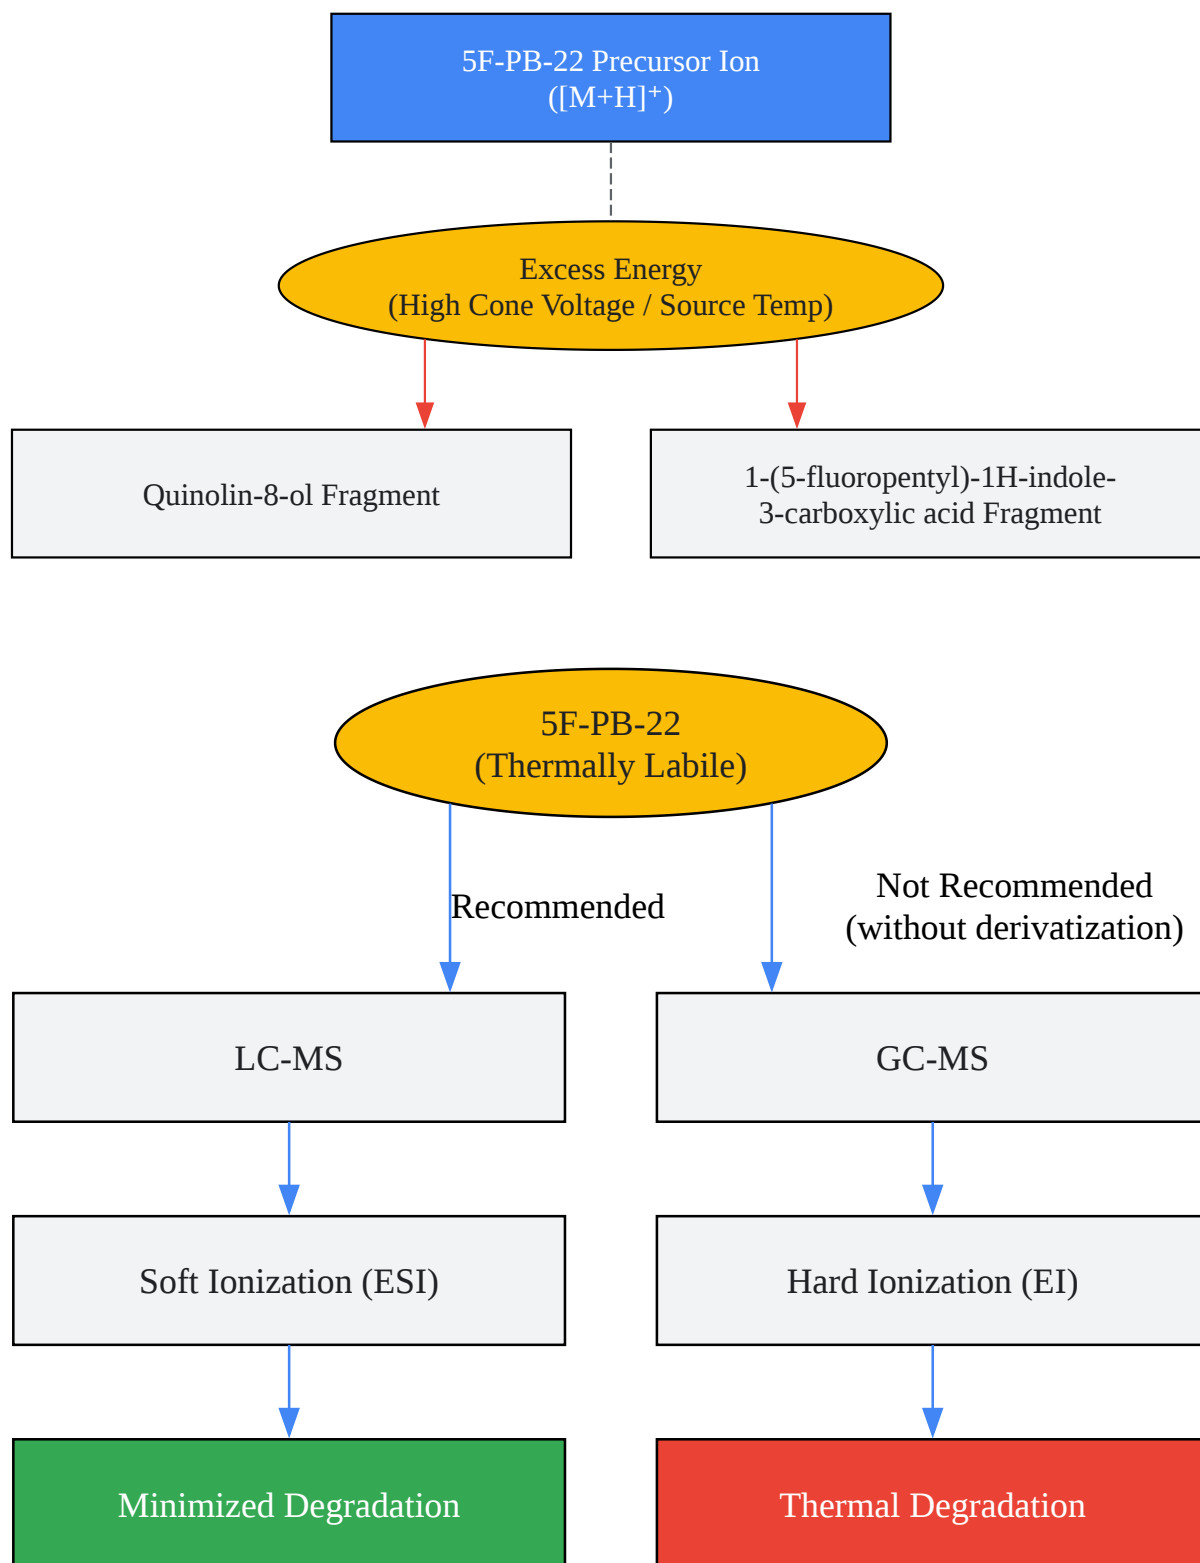 5F-PB-22 Precursor Ion
([M+H]⁺)
Excess Energy
(High Cone Voltage / Source Temp)
Quinolin-8-ol Fragment
1-(5-fluoropentyl)-1H-indole-
3-carboxylic acid Fragment
5F-PB-22
(Thermally Labile)
Recommended
Not Recommended
(without derivatization)
LC-MS
GC-MS
Soft Ionization (ESI)
Hard Ionization (EI)
Minimized Degradation
Thermal Degradation